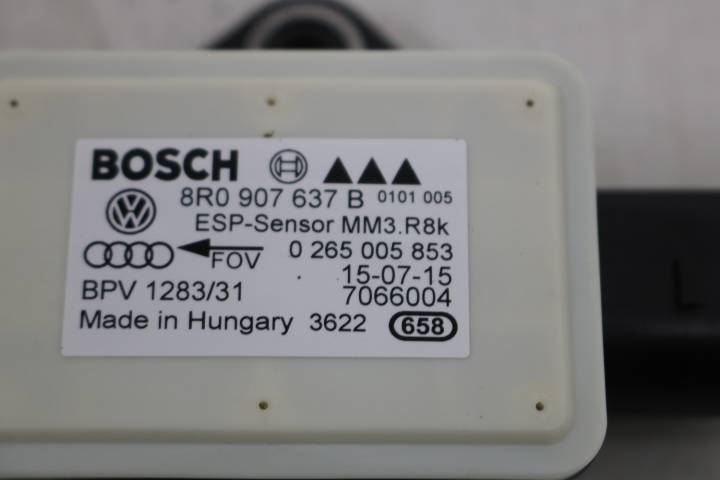 BOSCH
8R0 907 637 B 0101 005
ESP-Sensor MM3.R8k
FOV 0 265 005 853
15-07-15
BPV 1283/31 7066004
Made in Hungary 3622 658
L